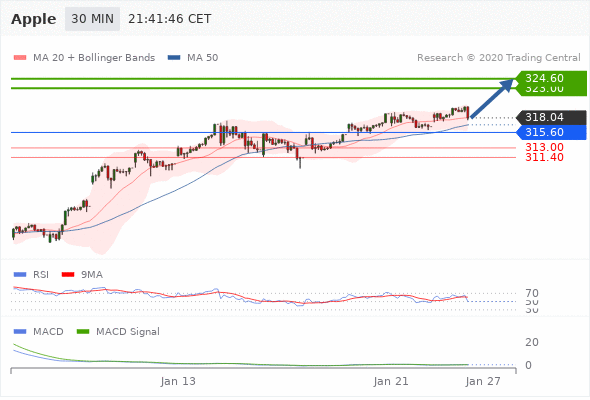 Apple 30 MIN 21:41:46 CET
MA 20 + Bollinger Bands MA 50 Research © 2020 Trading Central
324.60
323.00
318.04
315.60
313.00
311.40
RSI 9MA
70
50
30
MACD MACD Signal
20
0
Jan 13 Jan 21 Jan 27